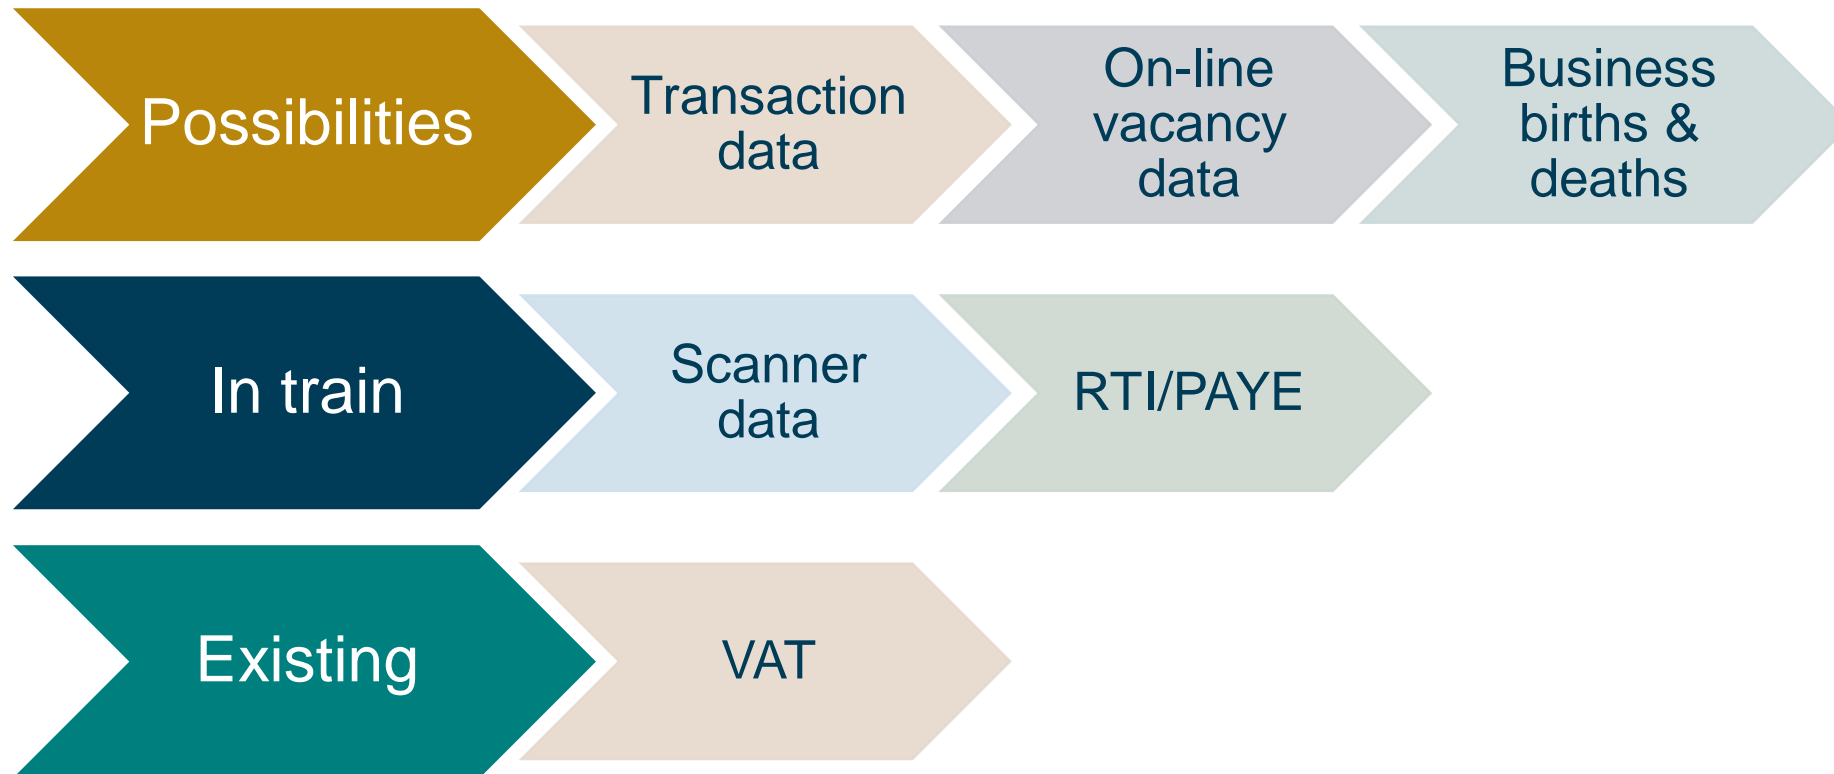 Possibilities
Transaction
data
On-line
vacancy
data
Business
births &
deaths
In train
Scanner
data
RTI/PAYE
Existing
VAT